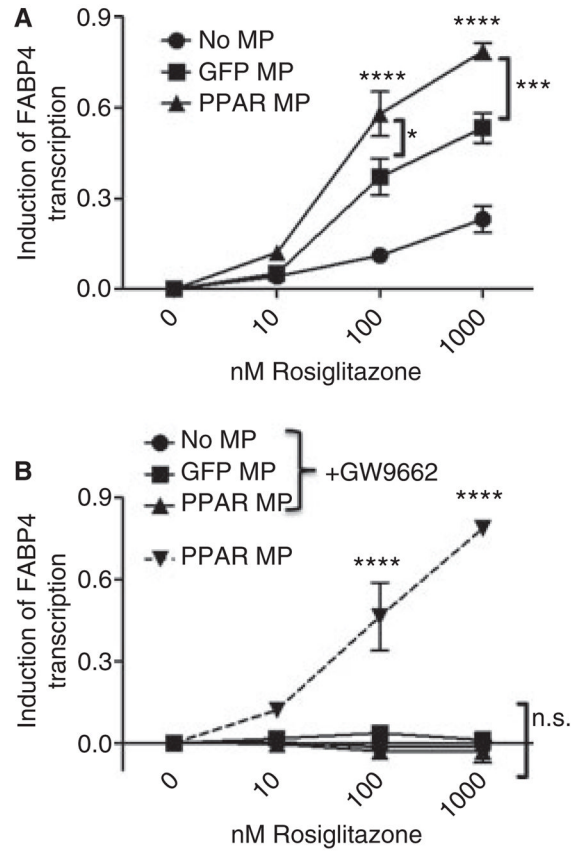 A
0.9
****
No MP
GFP MP
****
PPAR MP
***
0.6
*
0.3
0.0
Induction of FABP4
transcription
0
10
100
1000
nM Rosiglitazone
No MP
B
GFP MP
+GW9662
PPAR MP
0.9
****
PPAR MP
****
0.6
0.3
n.s.
0.0
Induction of FABP4
transcription
0
10
100
1000
nM Rosiglitazone